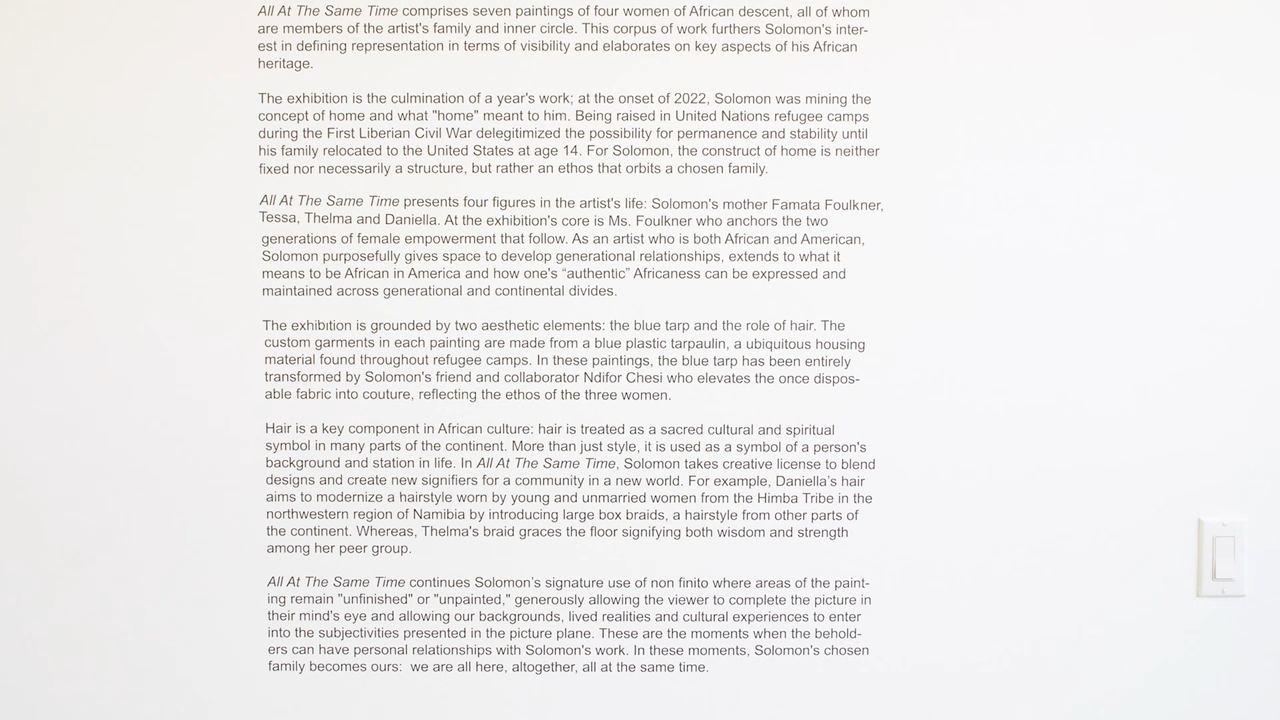 All At The Same Time comprises seven paintings of four women of African descent, all of whom
are members of the artist's family and inner circle. This corpus of work furthers Solomon's inter-
est in defining representation in terms of visibility and elaborates on key aspects of his African
heritage.
The exhibition is the culmination of a year's work; at the onset of 2022, Solomon was mining the
concept of home and what "home" meant to him. Being raised in United Nations refugee camps
during the First Liberian Civil War delegitimized the possibility for permanence and stability until
his family relocated to the United States at age 14. For Solomon, the construct of home is neither
fixed nor necessarily a structure, but rather an ethos that orbits a chosen family.
All At The Same Time presents four figures in the artist's life: Solomon's mother Famata Foulkner,
Tessa, Thelma and Daniella. At the exhibition's core is Ms. Foulkner who anchors the two
generations of female empowerment that follow. As an artist who is both African and American,
Solomon purposefully gives space to develop generational relationships, extends to what it
means to be African in America and how one's “authentic” Africaness can be expressed and
maintained across generational and continental divides.
The exhibition is grounded by two aesthetic elements: the blue tarp and the role of hair. The
custom garments in each painting are made from a blue plastic tarpaulin, a ubiquitous housing
material found throughout refugee camps. In these paintings, the blue tarp has been entirely
transformed by Solomon's friend and collaborator Ndifor Chesi who elevates the once dispos-
able fabric into couture, reflecting the ethos of the three women.
Hair is a key component in African culture: hair is treated as a sacred cultural and spiritual
symbol in many parts of the continent. More than just style, it is used as a symbol of a person's
background and station in life. In All At The Same Time, Solomon takes creative license to blend
designs and create new signifiers for a community in a new world. For example, Daniella's hair
aims to modernize a hairstyle worn by young and unmarried women from the Himba Tribe in the
northwestern region of Namibia by introducing large box braids, a hairstyle from other parts of
the continent. Whereas, Thelma's braid graces the floor signifying both wisdom and strength
among her peer group.
All At The Same Time continues Solomon's signature use of non finito where areas of the paint-
ing remain "unfinished" or "unpainted," generously allowing the viewer to complete the picture in
their mind's eye and allowing our backgrounds, lived realities and cultural experiences to enter
into the subjectivities presented in the picture plane. These are the moments when the behold-
ers can have personal relationships with Solomon's work. In these moments, Solomon's chosen
family becomes ours:  we are all here, altogether, all at the same time.